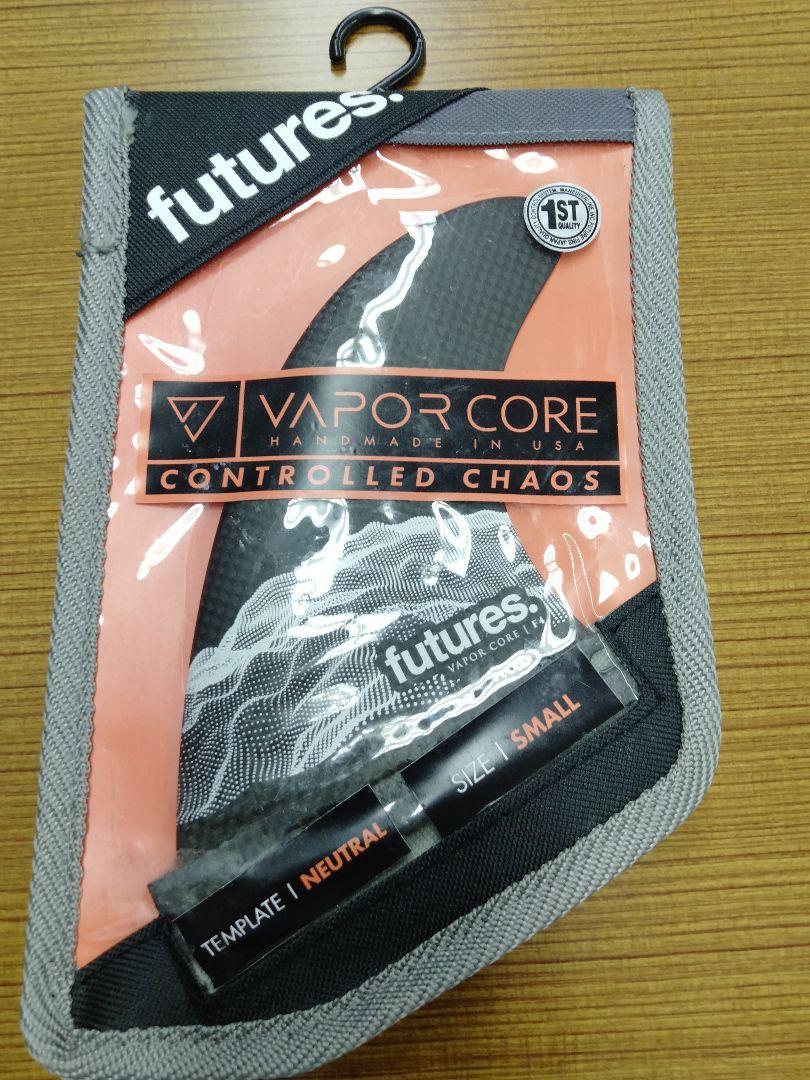 futures.
1ST
QUALITY
VAPOR CORE
HANDMADE IN USA
CONTROLLED CHAOS
futures.
VAPOR CORE | F4
SIZE | SMALL
TEMPLATE | NEUTRAL